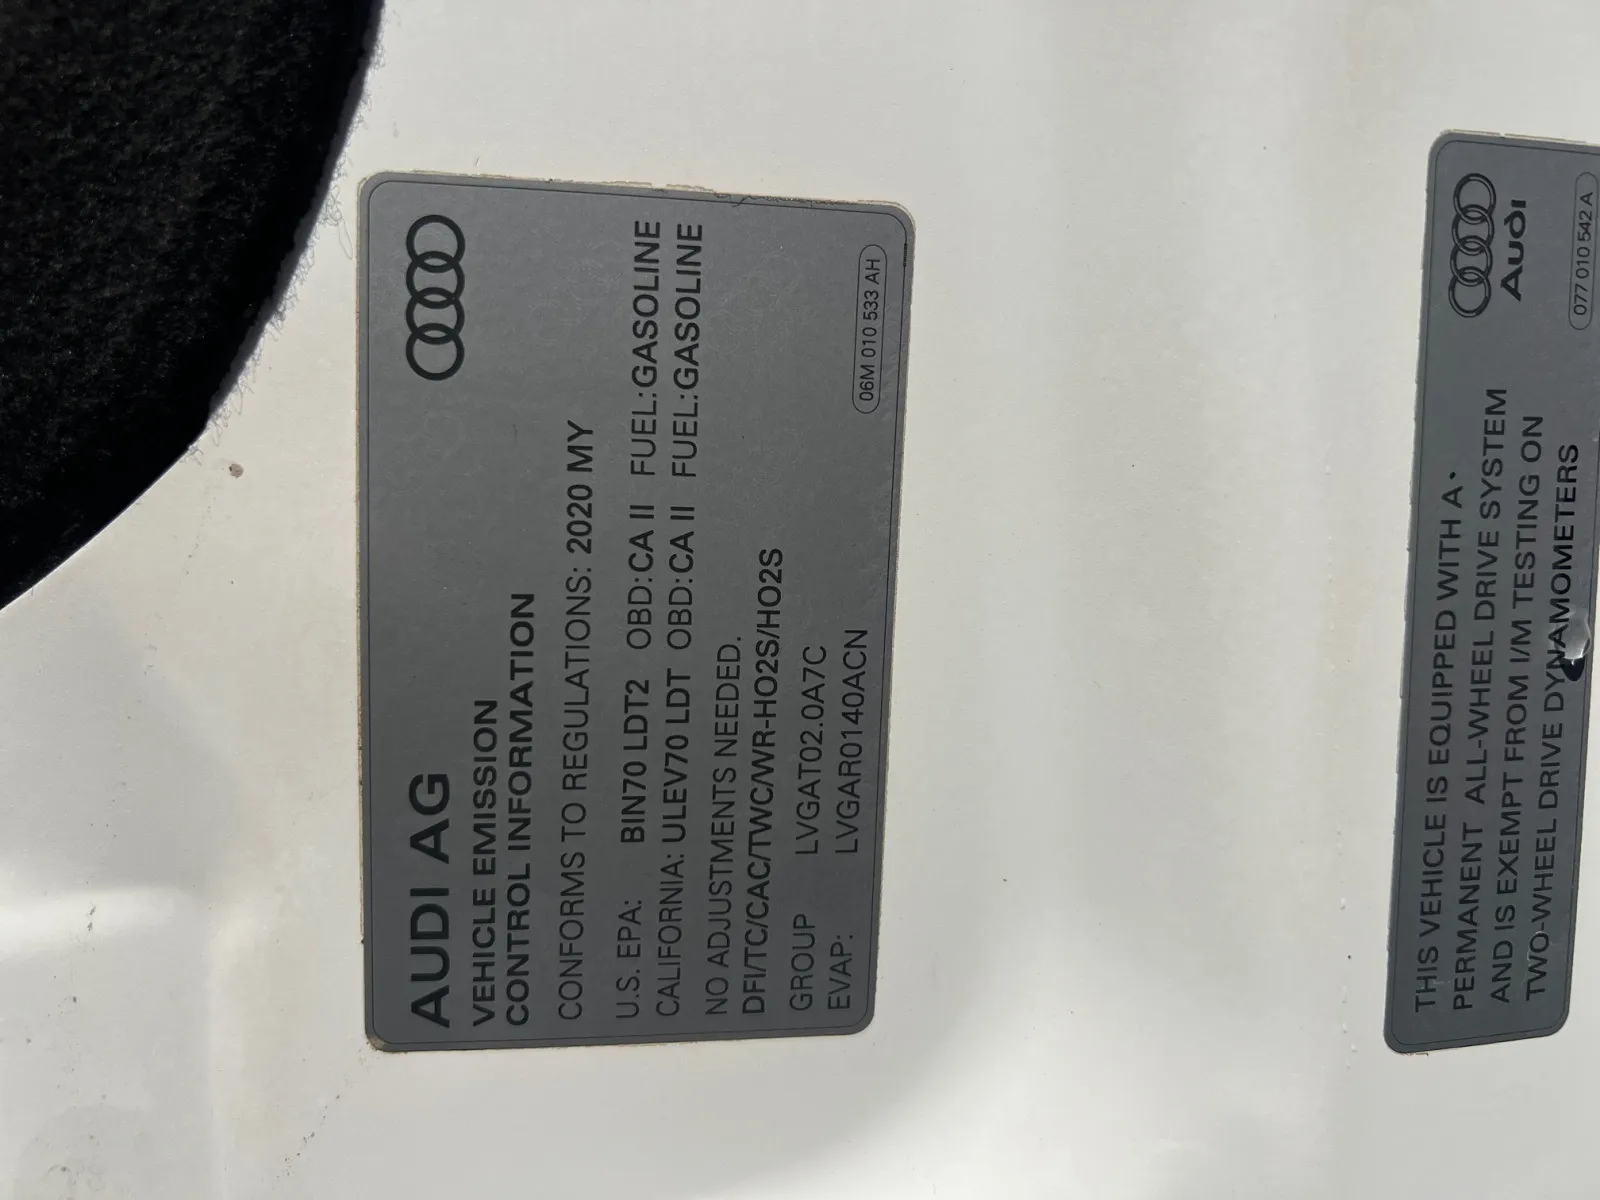 AUDI AG
VEHICLE EMISSION
CONTROL INFORMATION
CONFORMS TO REGULATIONS: 2020 MY
U.S. EPA: BIN70 LDT2 OBD:CA II FUEL:GASOLINE
CALIFORNIA: ULEV70 LDT OBD:CA II FUEL:GASOLINE
NO ADJUSTMENTS NEEDED.
DFI/TC/CAC/TWC/WR-HO2S/HO2S
GROUP LVGAT02.0A7C
EVAP: LVGAR0140ACN
06M 010 533 AH
THIS VEHICLE IS EQUIPPED WITH A
PERMANENT ALL-WHEEL DRIVE SYSTEM
AND IS EXEMPT FROM I/M TESTING ON
TWO-WHEEL DRIVE DYNAMOMETERS
Audi
077 010 542 A